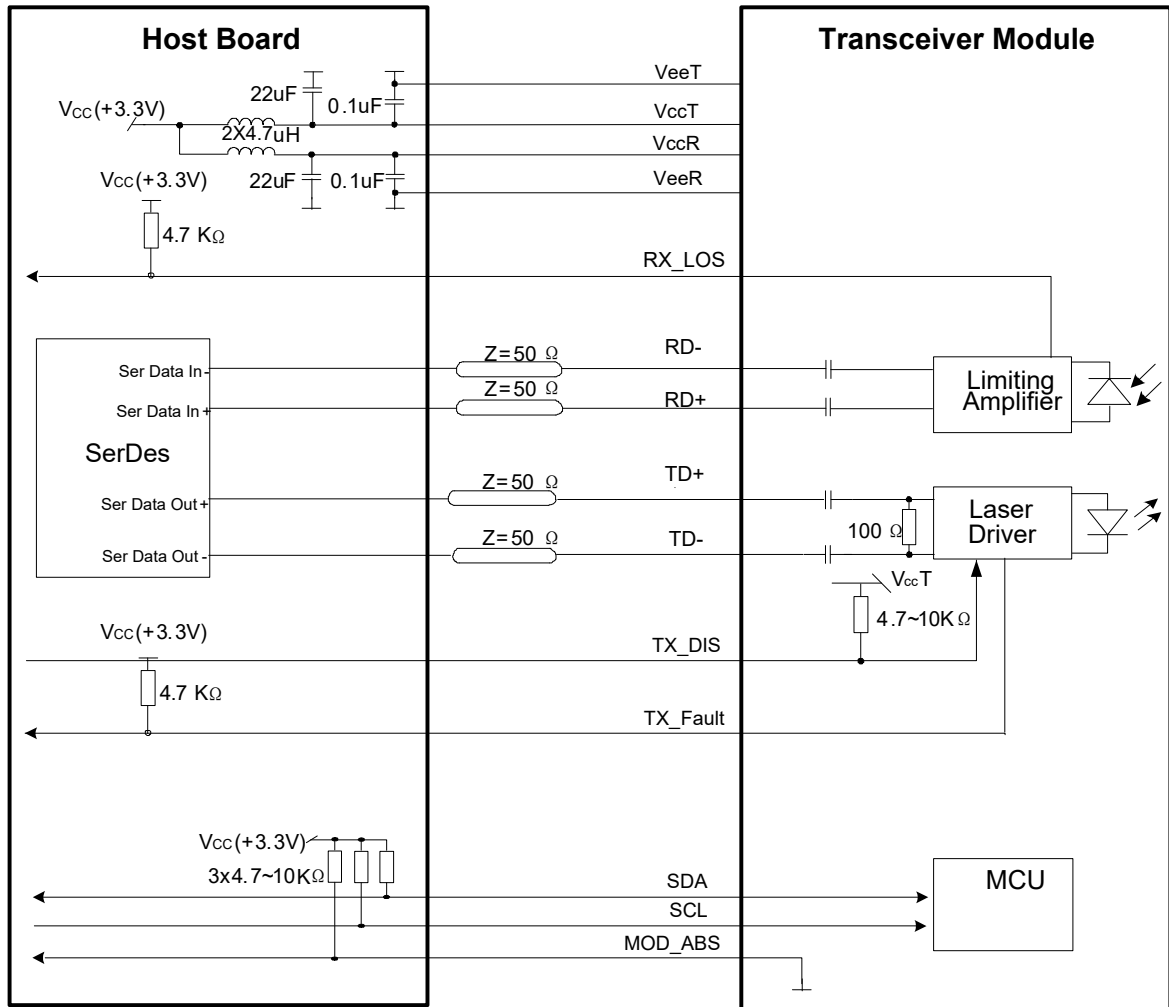 Host Board
Transceiver Module
VeeT
22uF
0.1uF
Vcc(+3.3V)
VccT
2X4.7uH
VccR
Vcc(+3.3V)
22uF
0.1uF
VeeR
4.7 KΩ
RX_LOS
Z=50 Ω
RD-
Ser Data In-
Limiting
Amplifier
Z=50 Ω
RD+
Ser Data In+
SerDes
Z=50 Ω
TD+
Ser Data Out+
Laser
Driver
100 Ω
Z=50 Ω
TD-
Ser Data Out-
VccT
4.7~10KΩ
Vcc(+3.3V)
TX_DIS
4.7 KΩ
TX_Fault
Vcc(+3.3V)
3x4.7~10KΩ
SDA
MCU
SCL
MOD_ABS